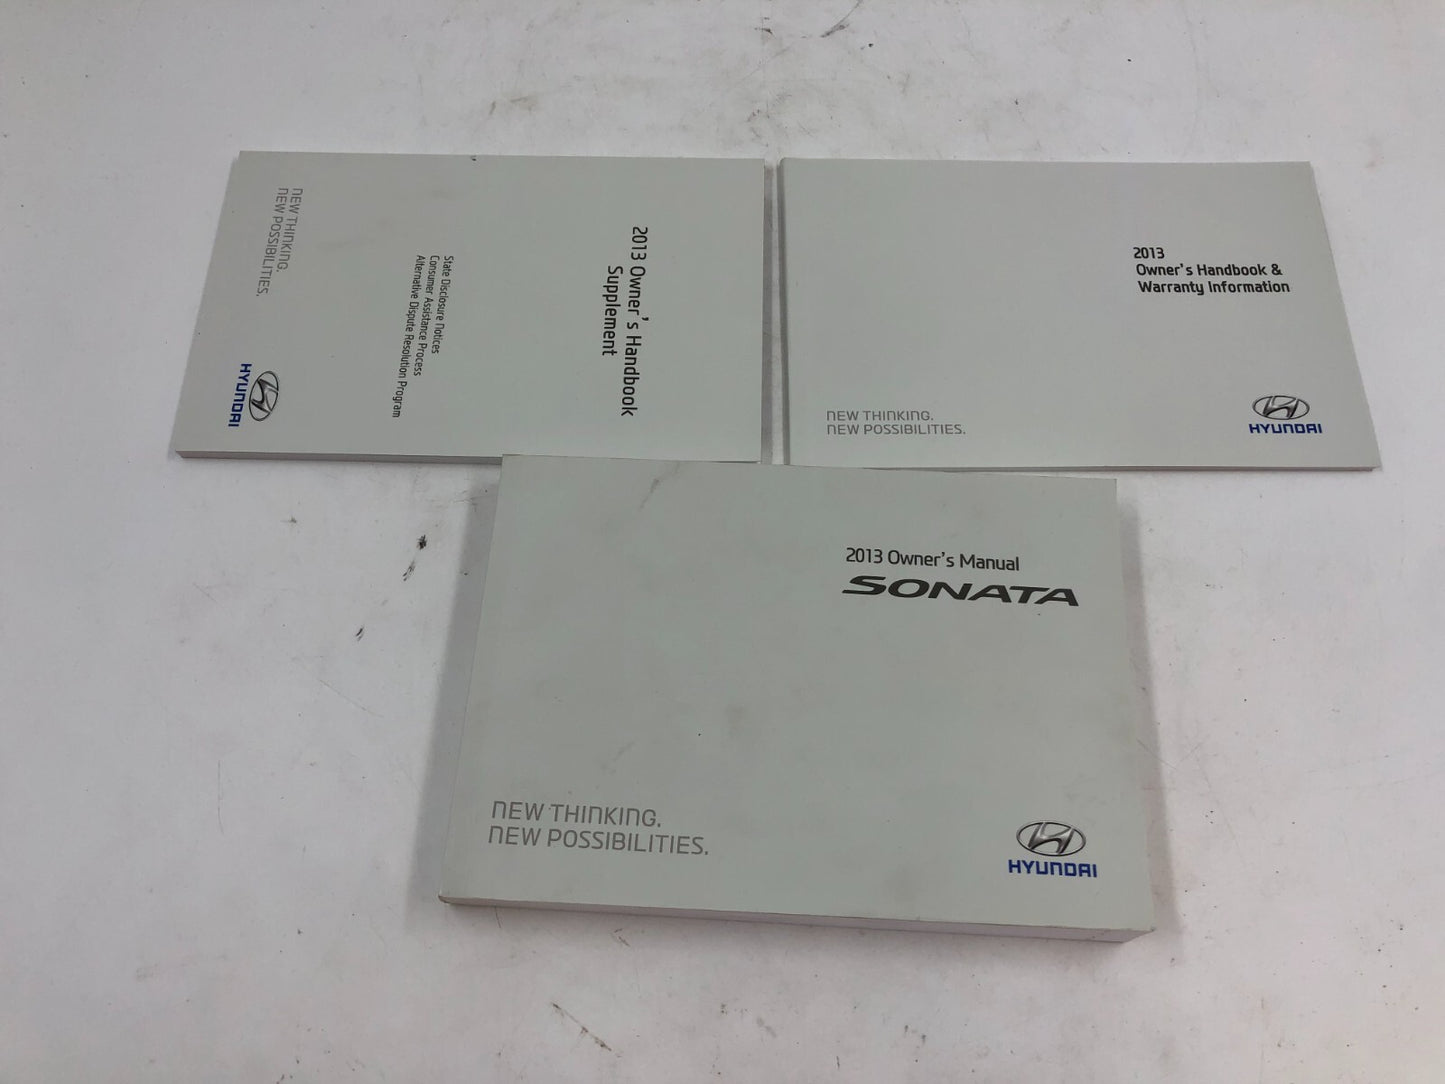 2013 Owner's Handbook
Supplement
State Disclosure Notices
Consumer Assistance Process
Alternative Dispute Resolution Program
NEW THINKING.
NEW POSSIBILITIES.
HYUNDAI
2013
Owner's Handbook &
Warranty Information
NEW THINKING.
NEW POSSIBILITIES.
HYUNDAI
2013 Owner's Manual
SONATA
NEW THINKING.
NEW POSSIBILITIES.
HYUNDAI